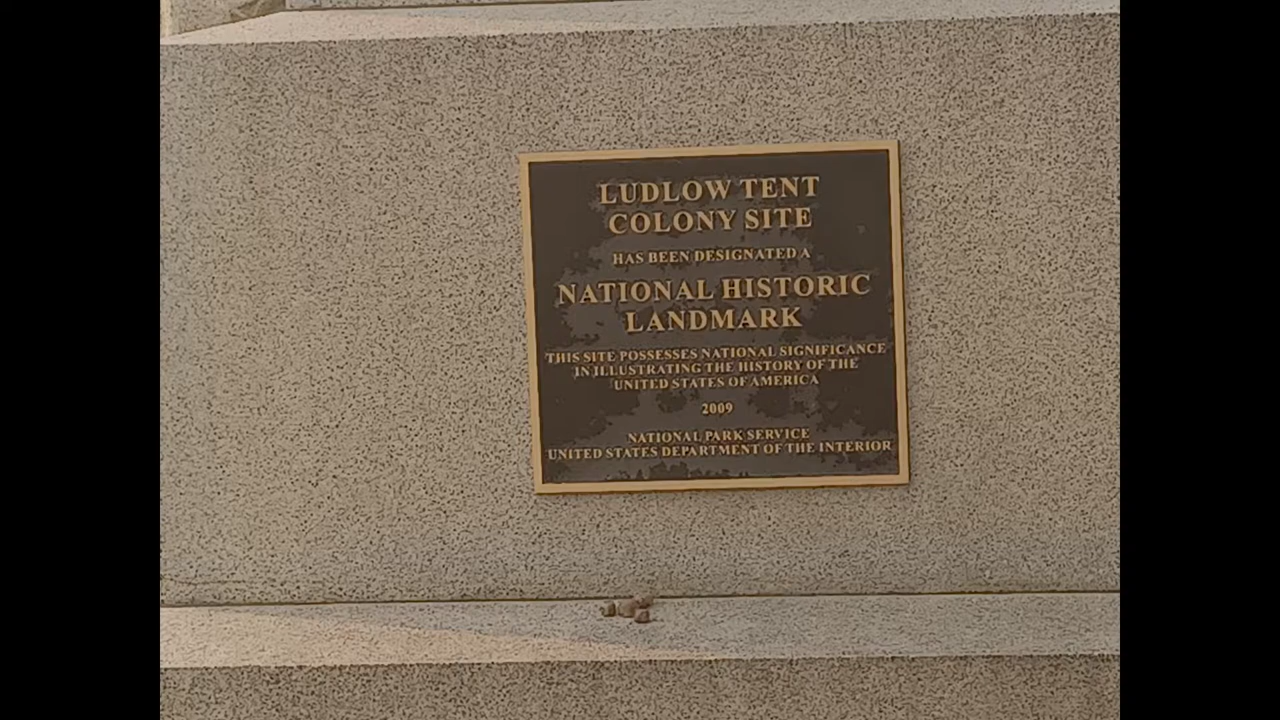 LUDLOW TENT
COLONY SITE
HAS BEEN DESIGNATED A
NATIONAL HISTORIC
LANDMARK
THIS SITE POSSESSES NATIONAL SIGNIFICANCE
IN ILLUSTRATING THE HISTORY OF THE
UNITED STATES OF AMERICA
2009
NATIONAL PARK SERVICE
UNITED STATES DEPARTMENT OF THE INTERIOR